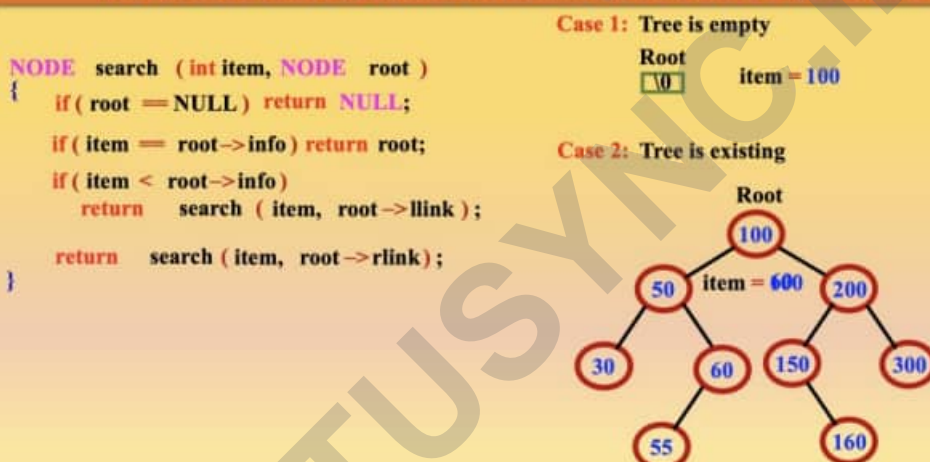 NODE search ( int item, NODE root )
{
if ( root == NULL ) return NULL;
if ( item == root->info ) return root;
if ( item < root->info )
return search ( item, root->llink );
return search ( item, root->rlink );
}
Case 1: Tree is empty
Root
\0 item = 100
Case 2: Tree is existing
Root
100
50 item = 600 200
30 60 150 300
55 160
TUSYNC.